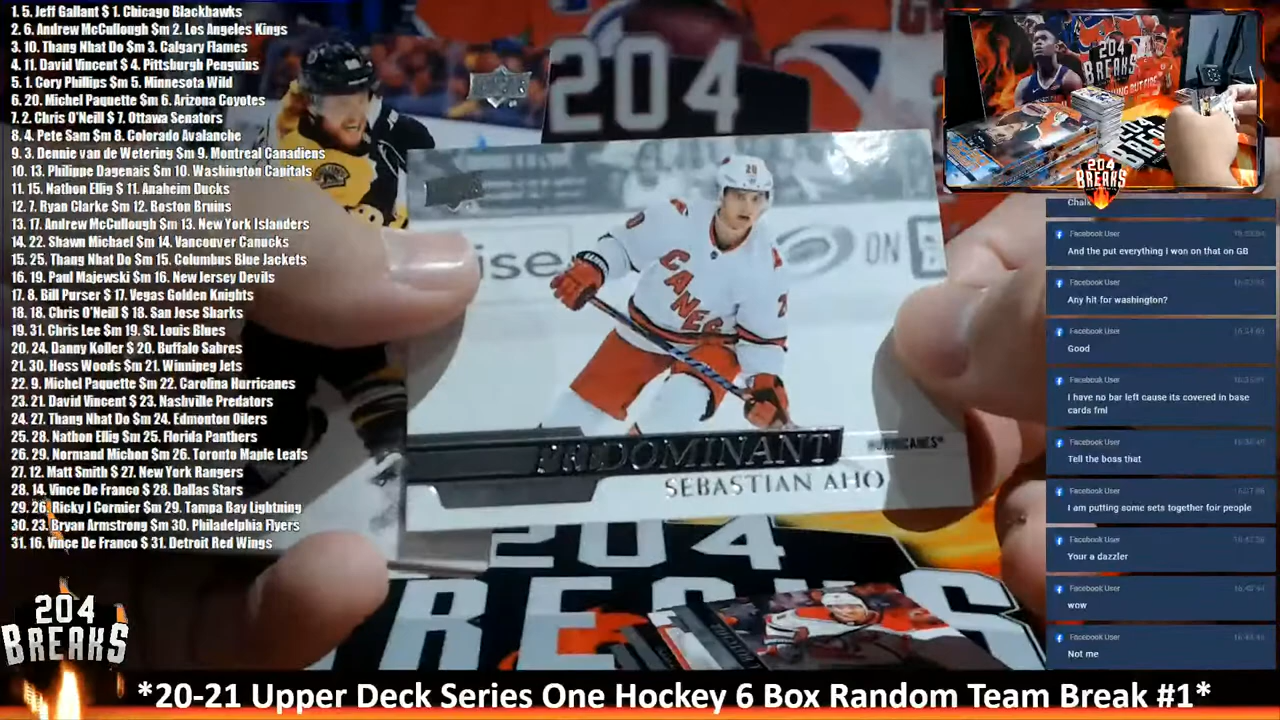 1. 5. Jeff Gallant $ 1. Chicago Blackhawks
2. 6. Andrew McCullough $m 2. Los Angeles Kings
3. 10. Thang Nhat Do $m 3. Calgary Flames
4. 11. David Vincent $ 4. Pittsburgh Penguins
5. 1. Cory Phillips $m 5. Minnesota Wild
6. 20. Michel Paquette $m 6. Arizona Coyotes
7. 2. Chris O'Neill $ 7. Ottawa Senators
8. 4. Pete Sam $m 8. Colorado Avalanche
9. 3. Dennie van de Wetering $m 9. Montreal Canadiens
10. 13. Philippe Dagenais $m 10. Washington Capitals
11. 15. Nathon Ellig $ 11. Anaheim Ducks
12. 7. Ryan Clarke $m 12. Boston Bruins
13. 17. Andrew McCullough $m 13. New York Islanders
14. 22. Shawn Michael $m 14. Vancouver Canucks
15. 25. Thang Nhat Do $m 15. Columbus Blue Jackets
16. 19. Paul Majewski $m 16. New Jersey Devils
17. 8. Bill Purser $ 17. Vegas Golden Knights
18. 18. Chris O'Neill $ 18. San Jose Sharks
19. 31. Chris Lee $m 19. St. Louis Blues
20. 24. Danny Koller $ 20. Buffalo Sabres
21. 30. Hoss Woods $m 21. Winnipeg Jets
22. 9. Michel Paquette $m 22. Carolina Hurricanes
23. 21. David Vincent $ 23. Nashville Predators
24. 27. Thang Nhat Do $m 24. Edmonton Oilers
25. 28. Nathon Ellig $m 25. Florida Panthers
26. 29. Normand Michon $m 26. Toronto Maple Leafs
27. 12. Matt Smith $ 27. New York Rangers
28. 14. Vince De Franco $ 28. Dallas Stars
29. 26. Ricky J Cormier $m 29. Tampa Bay Lightning
30. 23. Bryan Armstrong $m 30. Philadelphia Flyers
31. 16. Vince De Franco $ 31. Detroit Red Wings
204
BREAKS
204
20
CANES
ise
ON
PREDOMINANT
HURRICANES
SEBASTIAN AHO
204
BREAKS
204
BREAKS
204
BREAKS
Chalk
Facebook User
And the put everything i won on that on GB
Facebook User
Any hit for washington?
Facebook User
Good
Facebook User
I have no bar left cause its covered in base
cards fml
Facebook User
Tell the boss that
Facebook User
I am putting some sets together foir people
Facebook User
Your a dazzler
Facebook User
wow
Facebook User
Not me
*20-21 Upper Deck Series One Hockey 6 Box Random Team Break #1*